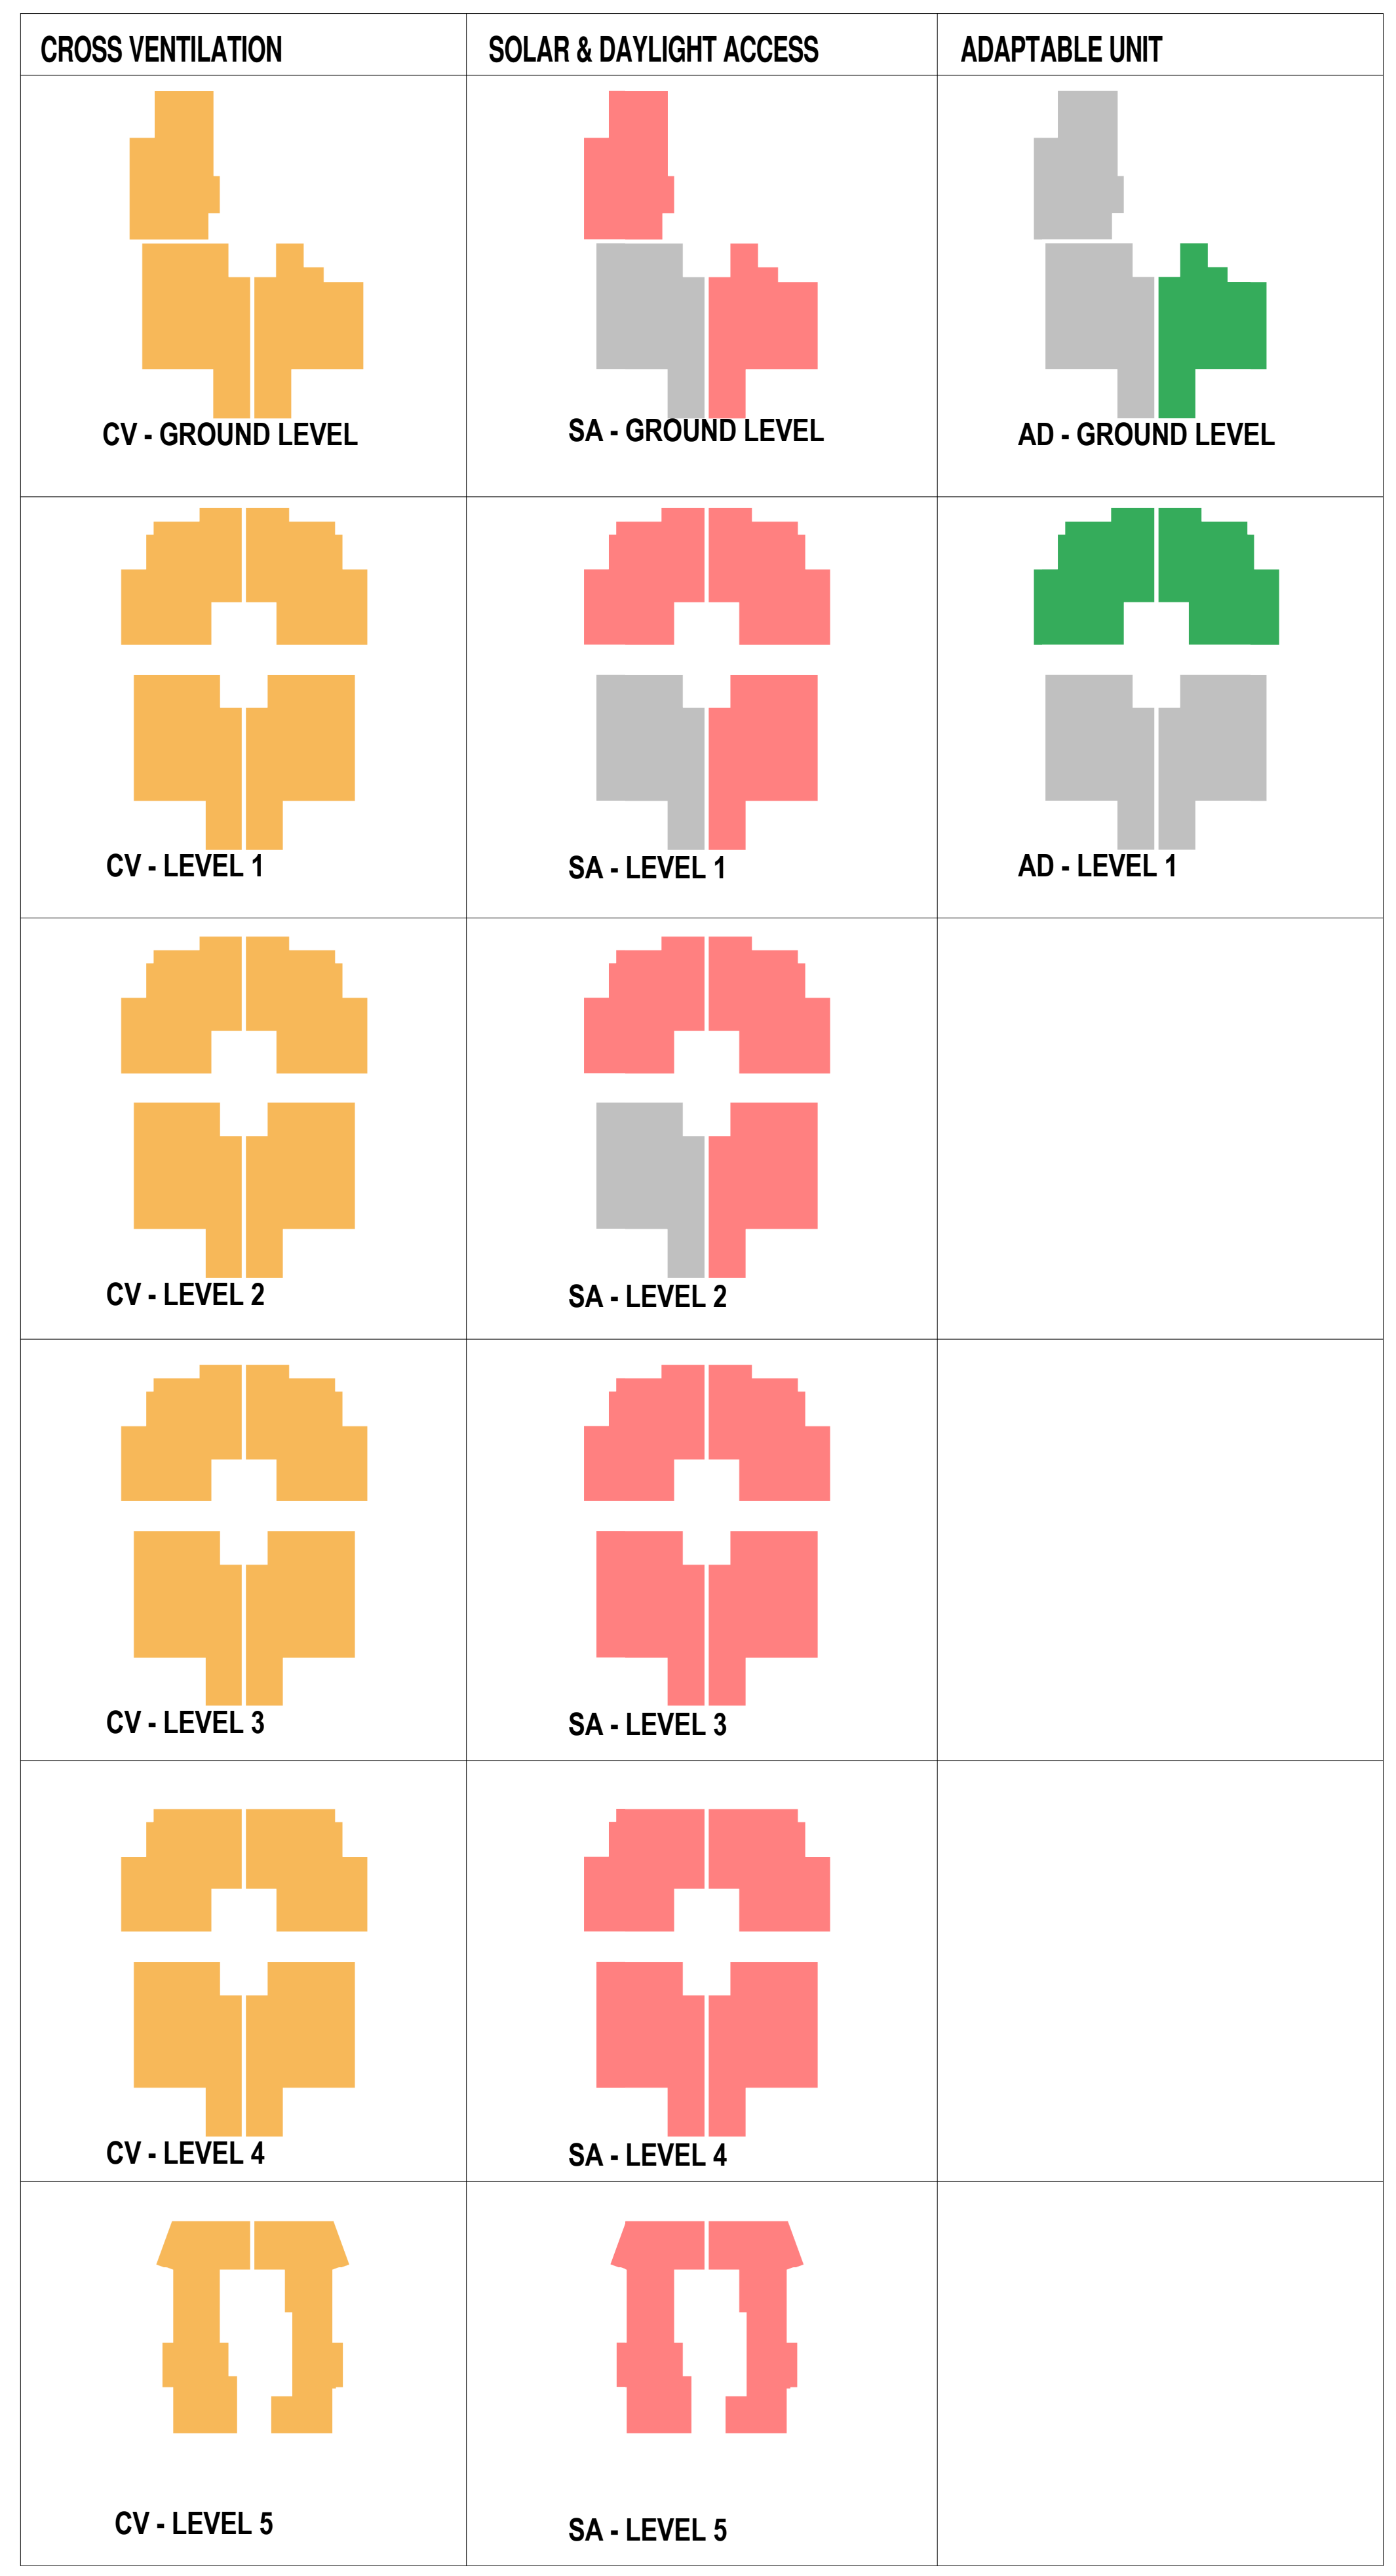 CROSS VENTILATION
SOLAR & DAYLIGHT ACCESS
ADAPTABLE UNIT
CV - GROUND LEVEL
SA - GROUND LEVEL
AD - GROUND LEVEL
CV - LEVEL 1
SA - LEVEL 1
AD - LEVEL 1
CV - LEVEL 2
SA - LEVEL 2
CV - LEVEL 3
SA - LEVEL 3
CV - LEVEL 4
SA - LEVEL 4
CV - LEVEL 5
SA - LEVEL 5